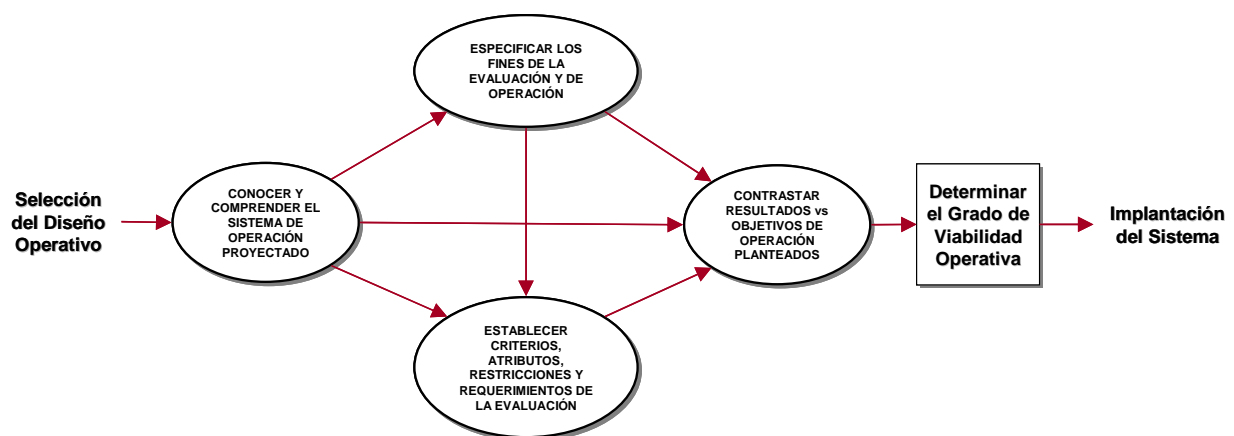 ESPECIFICAR LOS
FINES DE LA
EVALUACIÓN Y DE
OPERACIÓN
Selección
del Diseño
Operativo
CONOCER Y
COMPRENDER EL
SISTEMA DE
OPERACIÓN
PROYECTADO
CONTRASTAR
RESULTADOS vs
OBJETIVOS DE
OPERACIÓN
PLANTEADOS
Determinar
el Grado de
Viabilidad
Operativa
Implantación
del Sistema
ESTABLECER
CRITERIOS,
ATRIBUTOS,
RESTRICCIONES Y
REQUERIMIENTOS DE
LA EVALUACIÓN